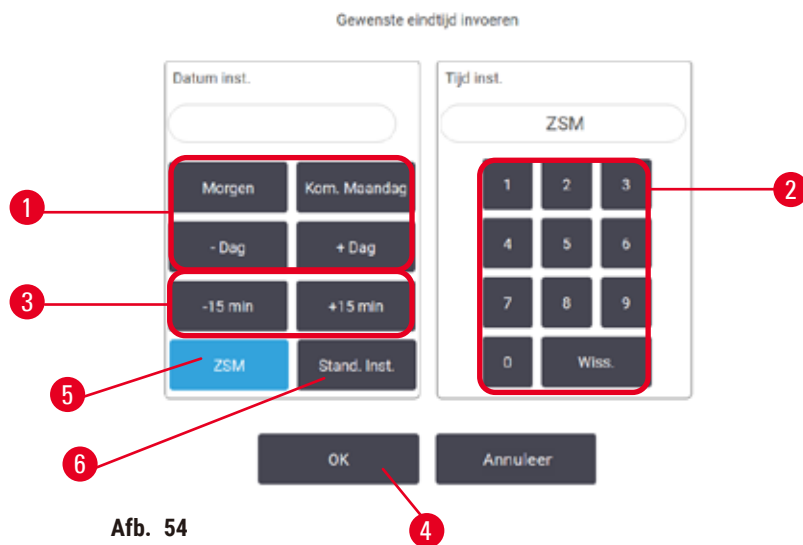 Gewenste eindtijd invoeren
Datum inst.
Tijd inst.
ZSM
Morgen
Kom. Maandag
- Dag
+ Dag
-15 min
+15 min
ZSM
Stand. Inst.
1
2
3
4
5
6
7
8
9
0
Wiss.
OK
Annuleer
1
2
3
5
6
4
Afb. 54